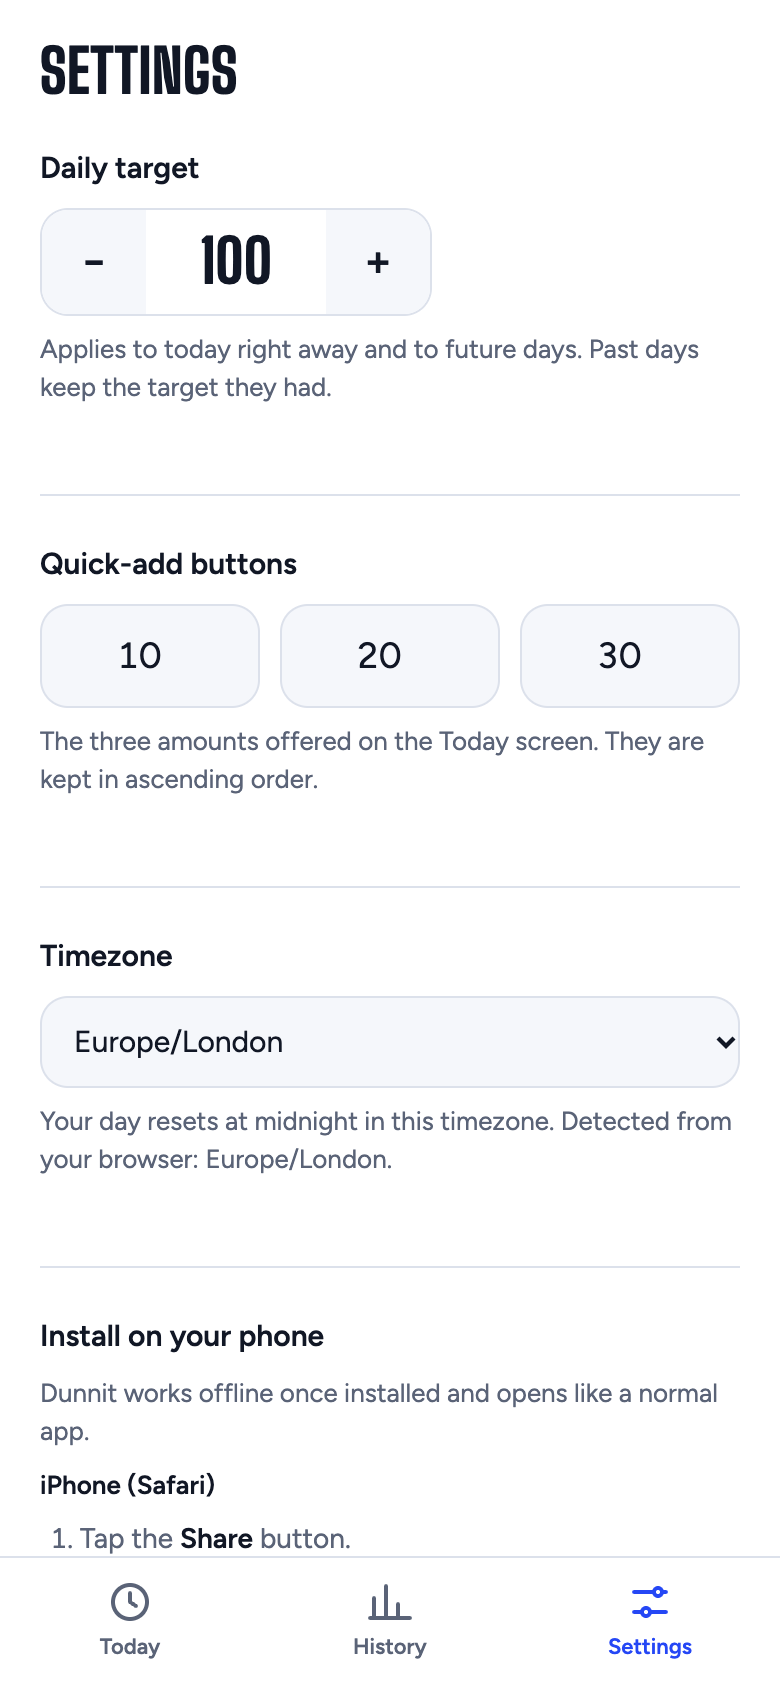 SETTINGS
Daily target
- 100 +
Applies to today right away and to future days. Past days
keep the target they had.
Quick-add buttons
10 20 30
The three amounts offered on the Today screen. They are
kept in ascending order.
Timezone
Europe/London
Your day resets at midnight in this timezone. Detected from
your browser: Europe/London.
Install on your phone
Dunnit works offline once installed and opens like a normal
app.
iPhone (Safari)
1. Tap the Share button.
Today History Settings